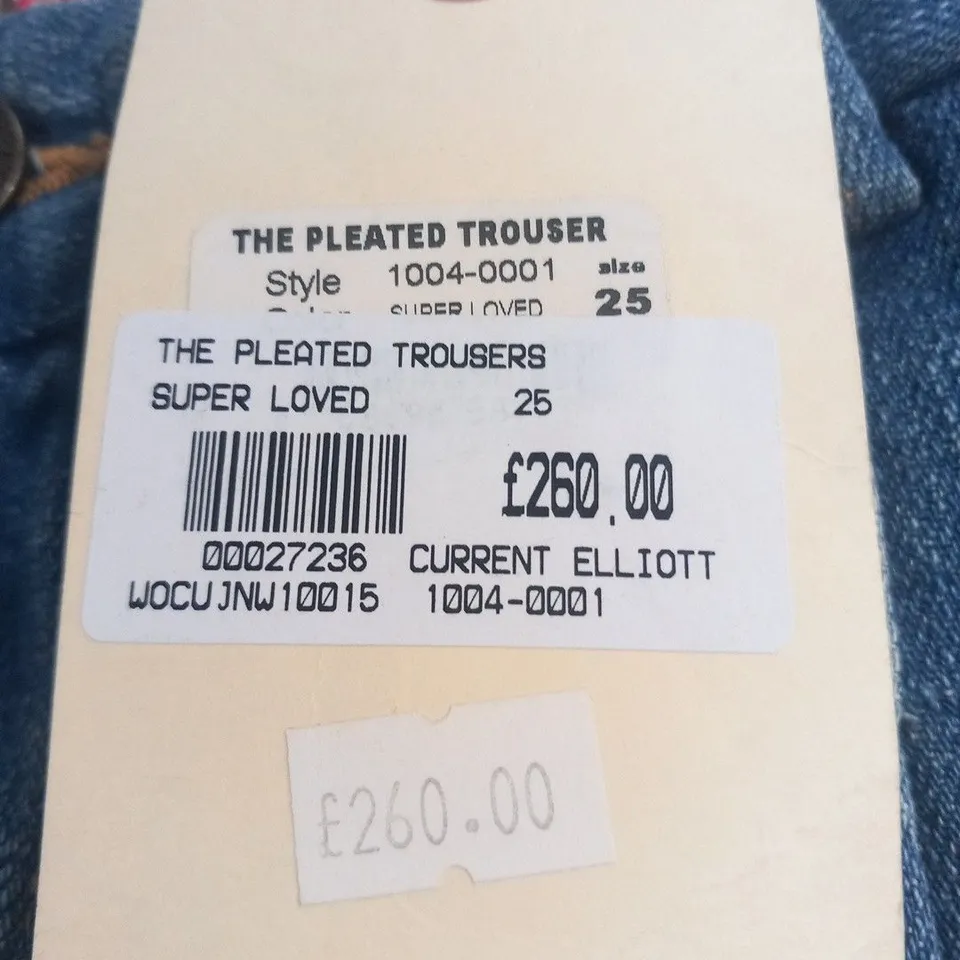 THE PLEATED TROUSER
Style 1004-0001 size
SUPER LOVED 25
THE PLEATED TROUSERS
SUPER LOVED 25
£260.00
00027236 CURRENT ELLIOTT
WOCUJNW10015 1004-0001
£260.00